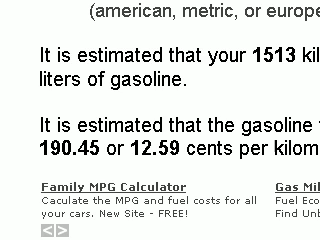 (american, metric, or europe
It is estimated that your 1513 kil
liters of gasoline.
It is estimated that the gasoline
190.45 or 12.59 cents per kilom
Family MPG Calculator
Caculate the MPG and fuel costs for all
your cars. New Site - FREE!
Gas Mil
Fuel Eco
Find Unb